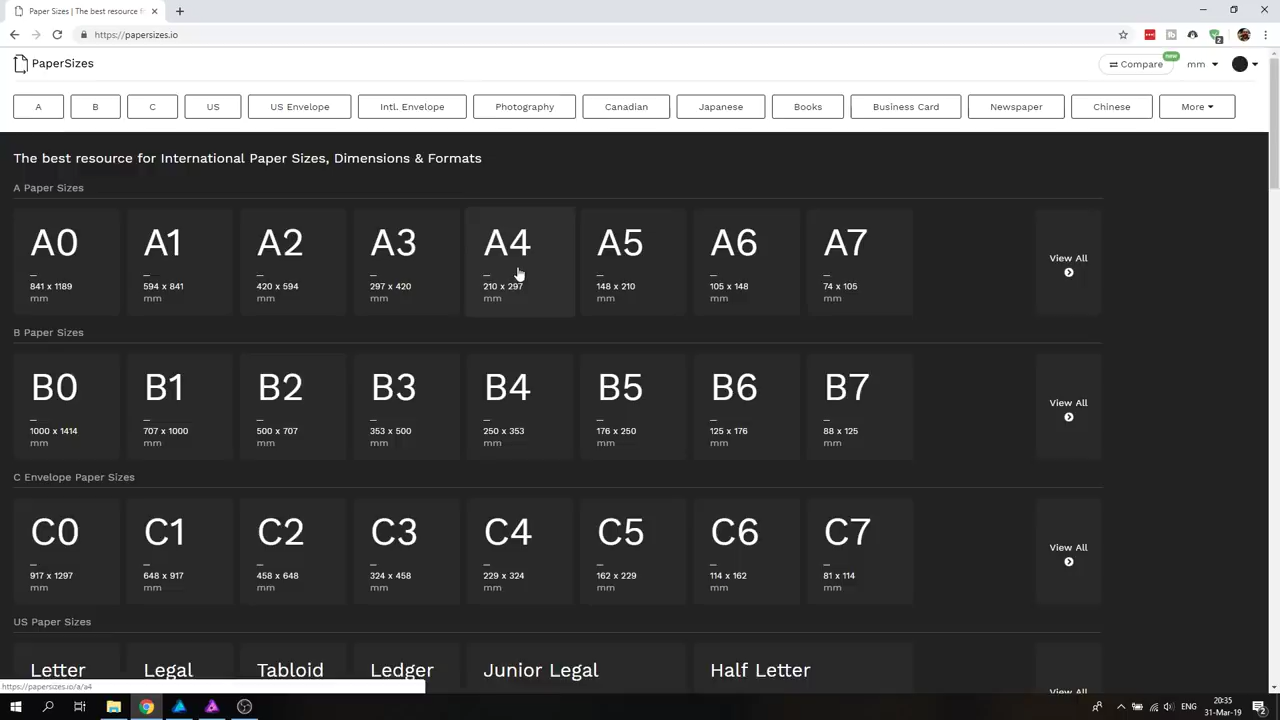 Paper Sizes | The best resource f
https://papersizes.io
2
PaperSizes
Compare
new
mm
A
B
C
US
US Envelope
Intl. Envelope
Photography
Canadian
Japanese
Books
Business Card
Newspaper
Chinese
More
The best resource for International Paper Sizes, Dimensions & Formats
A Paper Sizes
A0
841 x 1189
mm
A1
594 x 841
mm
A2
420 x 594
mm
A3
297 x 420
mm
A4
210 x 297
mm
A5
148 x 210
mm
A6
105 x 148
mm
A7
74 x 105
mm
View All
B Paper Sizes
B0
1000 x 1414
mm
B1
707 x 1000
mm
B2
500 x 707
mm
B3
353 x 500
mm
B4
250 x 353
mm
B5
176 x 250
mm
B6
125 x 176
mm
B7
88 x 125
mm
View All
C Envelope Paper Sizes
C0
917 x 1297
mm
C1
648 x 917
mm
C2
458 x 648
mm
C3
324 x 458
mm
C4
229 x 324
mm
C5
162 x 229
mm
C6
114 x 162
mm
C7
81 x 114
mm
View All
US Paper Sizes
Letter
Legal
Tabloid
Ledger
Junior Legal
Half Letter
View All
https://papersizes.io/a/a4
ENG
20:35
31-Mar-19
2